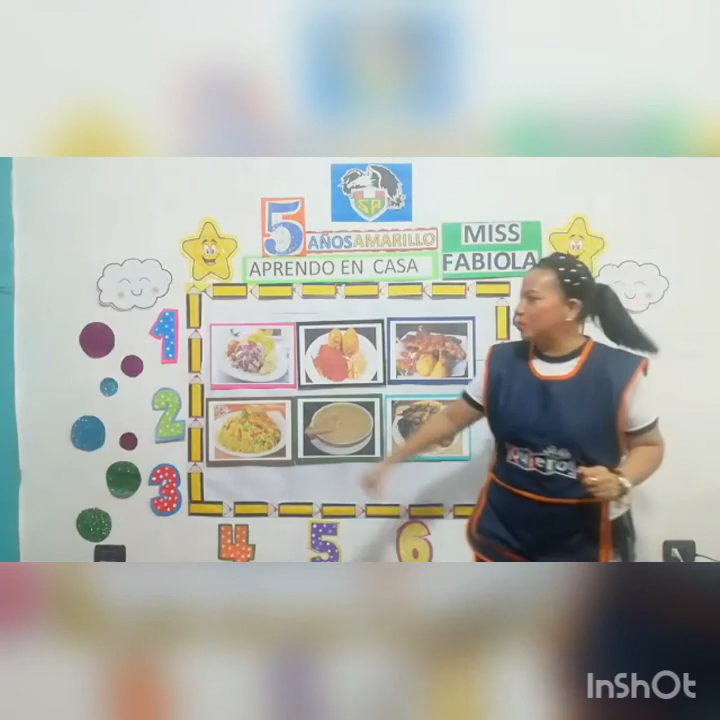 SP
5
AÑOS AMARILLO
MISS
FABIOLA
APRENDO EN CASA
1
2
3
4 5 6
InShOt